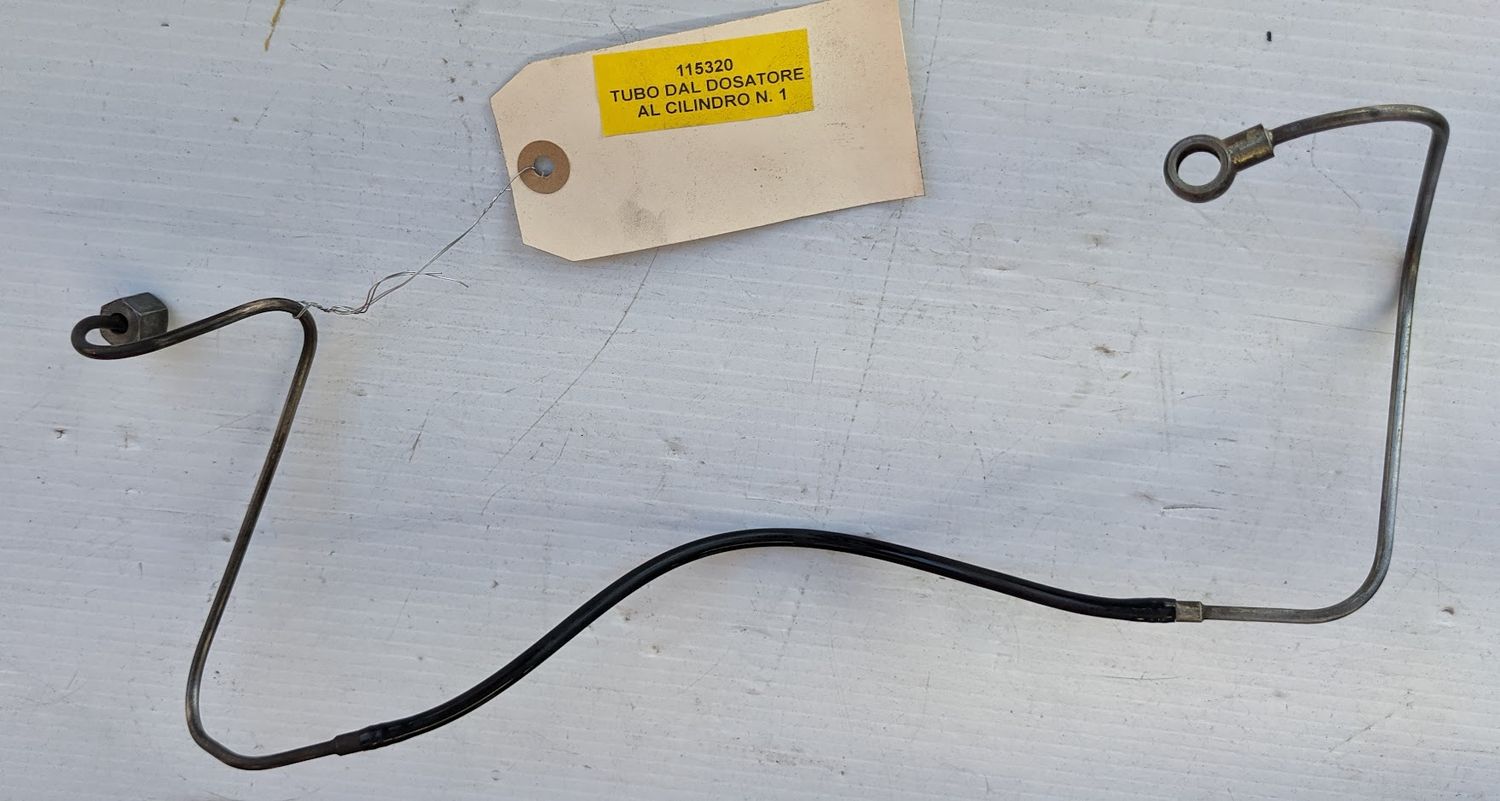 115320
TUBO DAL DOSATORE
AL CILINDRO N. 1